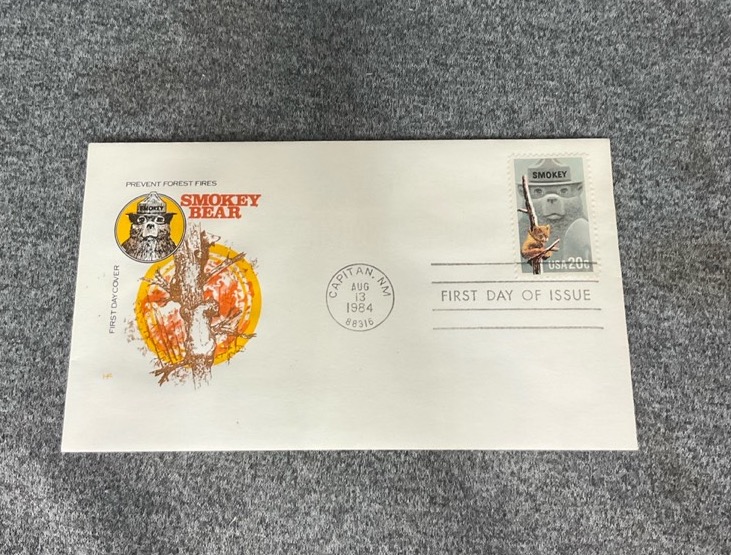 PREVENT FOREST FIRES
SMOKEY
SMOKEY
BEAR
FIRST DAY COVER
CAPITAN, NM
AUG
13
1984
88316
SMOKEY
USA 20c
FIRST DAY OF ISSUE